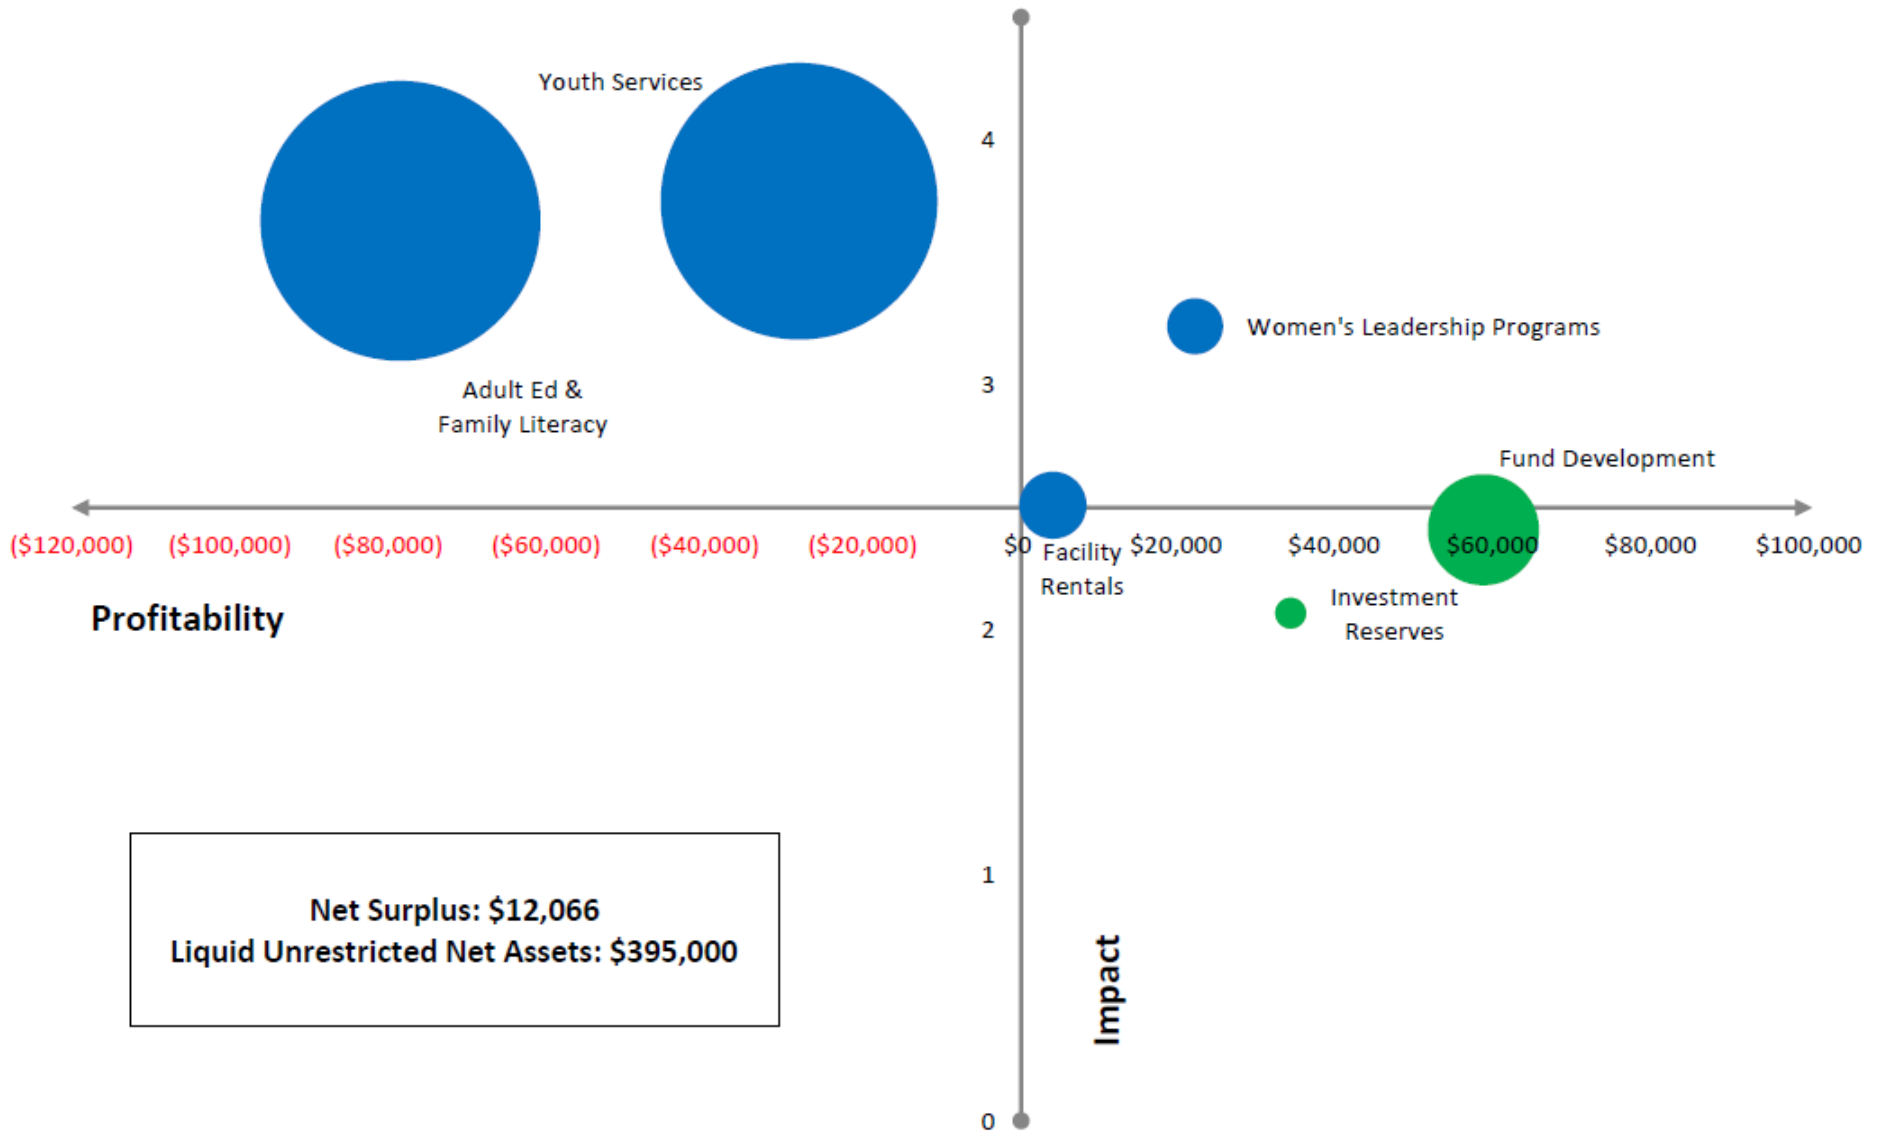 Youth Services
4
Women's Leadership Programs
3
Adult Ed &
Family Literacy
Fund Development
($120,000) ($100,000) ($80,000) ($60,000) ($40,000) ($20,000) $0 $20,000 $40,000 $60,000 $80,000 $100,000
Facility
Rentals
Investment
Reserves
Profitability
2
1
Net Surplus: $12,066
Liquid Unrestricted Net Assets: $395,000
Impact
0